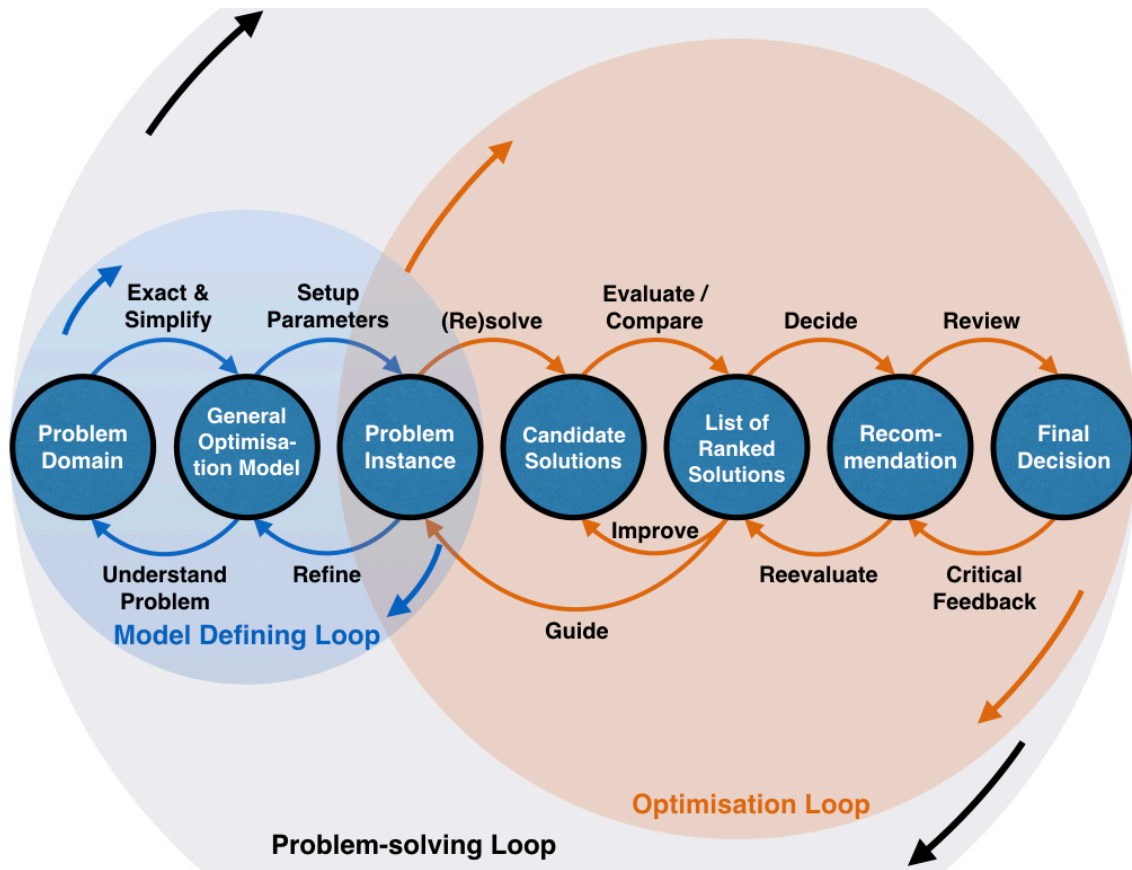 Exact &
Simplify
Setup
Parameters
(Re)solve
Evaluate /
Compare
Decide
Review
Problem
Domain
General
Optimisa-
tion Model
Problem
Instance
Candidate
Solutions
List of
Ranked
Solutions
Recom-
mendation
Final
Decision
Understand
Problem
Refine
Improve
Guide
Reevaluate
Critical
Feedback
Model Defining Loop
Optimisation Loop
Problem-solving Loop